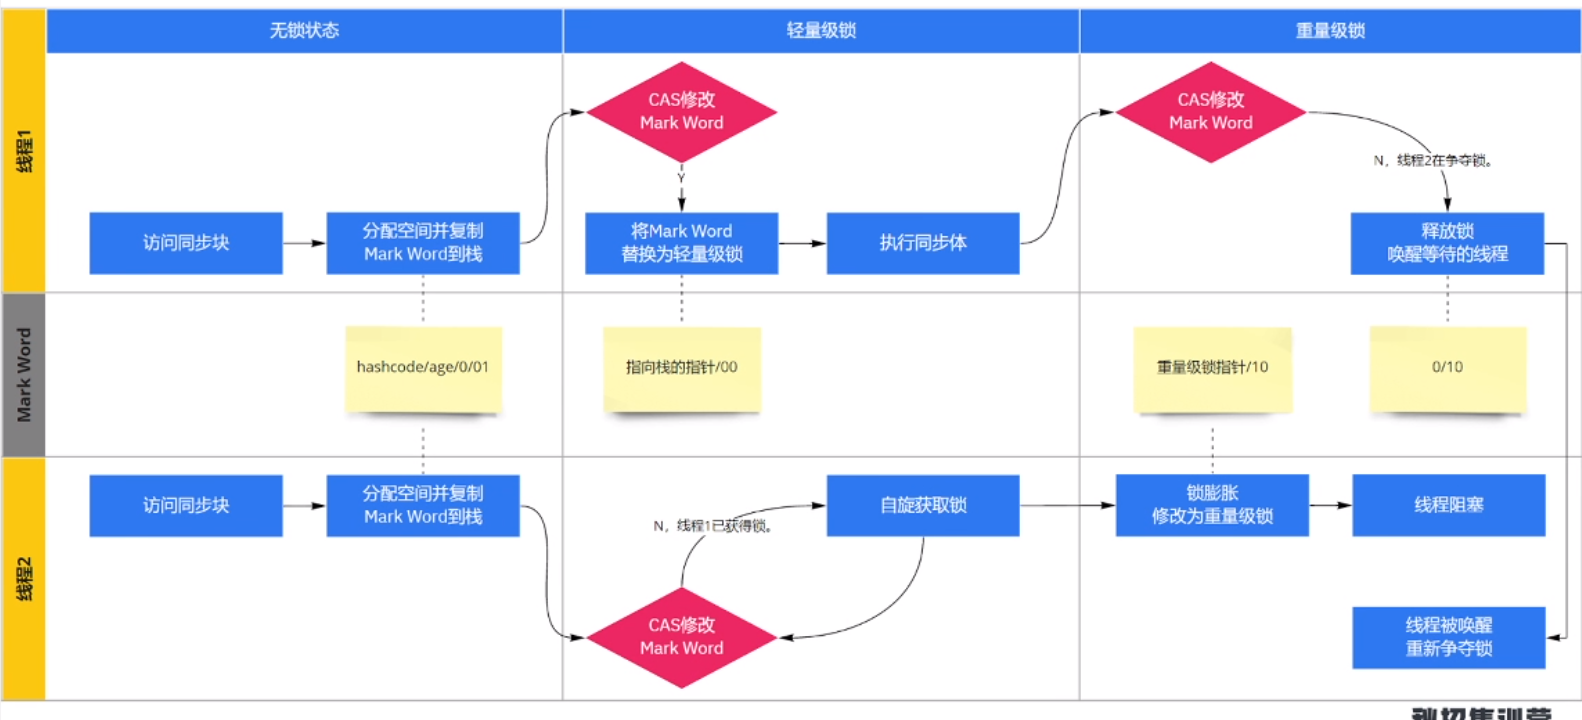 无锁状态
轻量级锁
重量级锁
线程1
CAS修改
Mark Word
CAS修改
Mark Word
N，线程2在争夺锁。
Y
访问同步块
分配空间并复制
Mark Word到栈
将Mark Word
替换为轻量级锁
执行同步体
释放锁
唤醒等待的线程
Mark Word
hashcode/age/0/01
指向栈的指针/00
重量级锁指针/10
0/10
线程2
访问同步块
分配空间并复制
Mark Word到栈
N，线程1已获得锁。
自旋获取锁
锁膨胀
修改为重量级锁
线程阻塞
CAS修改
Mark Word
线程被唤醒
重新争夺锁